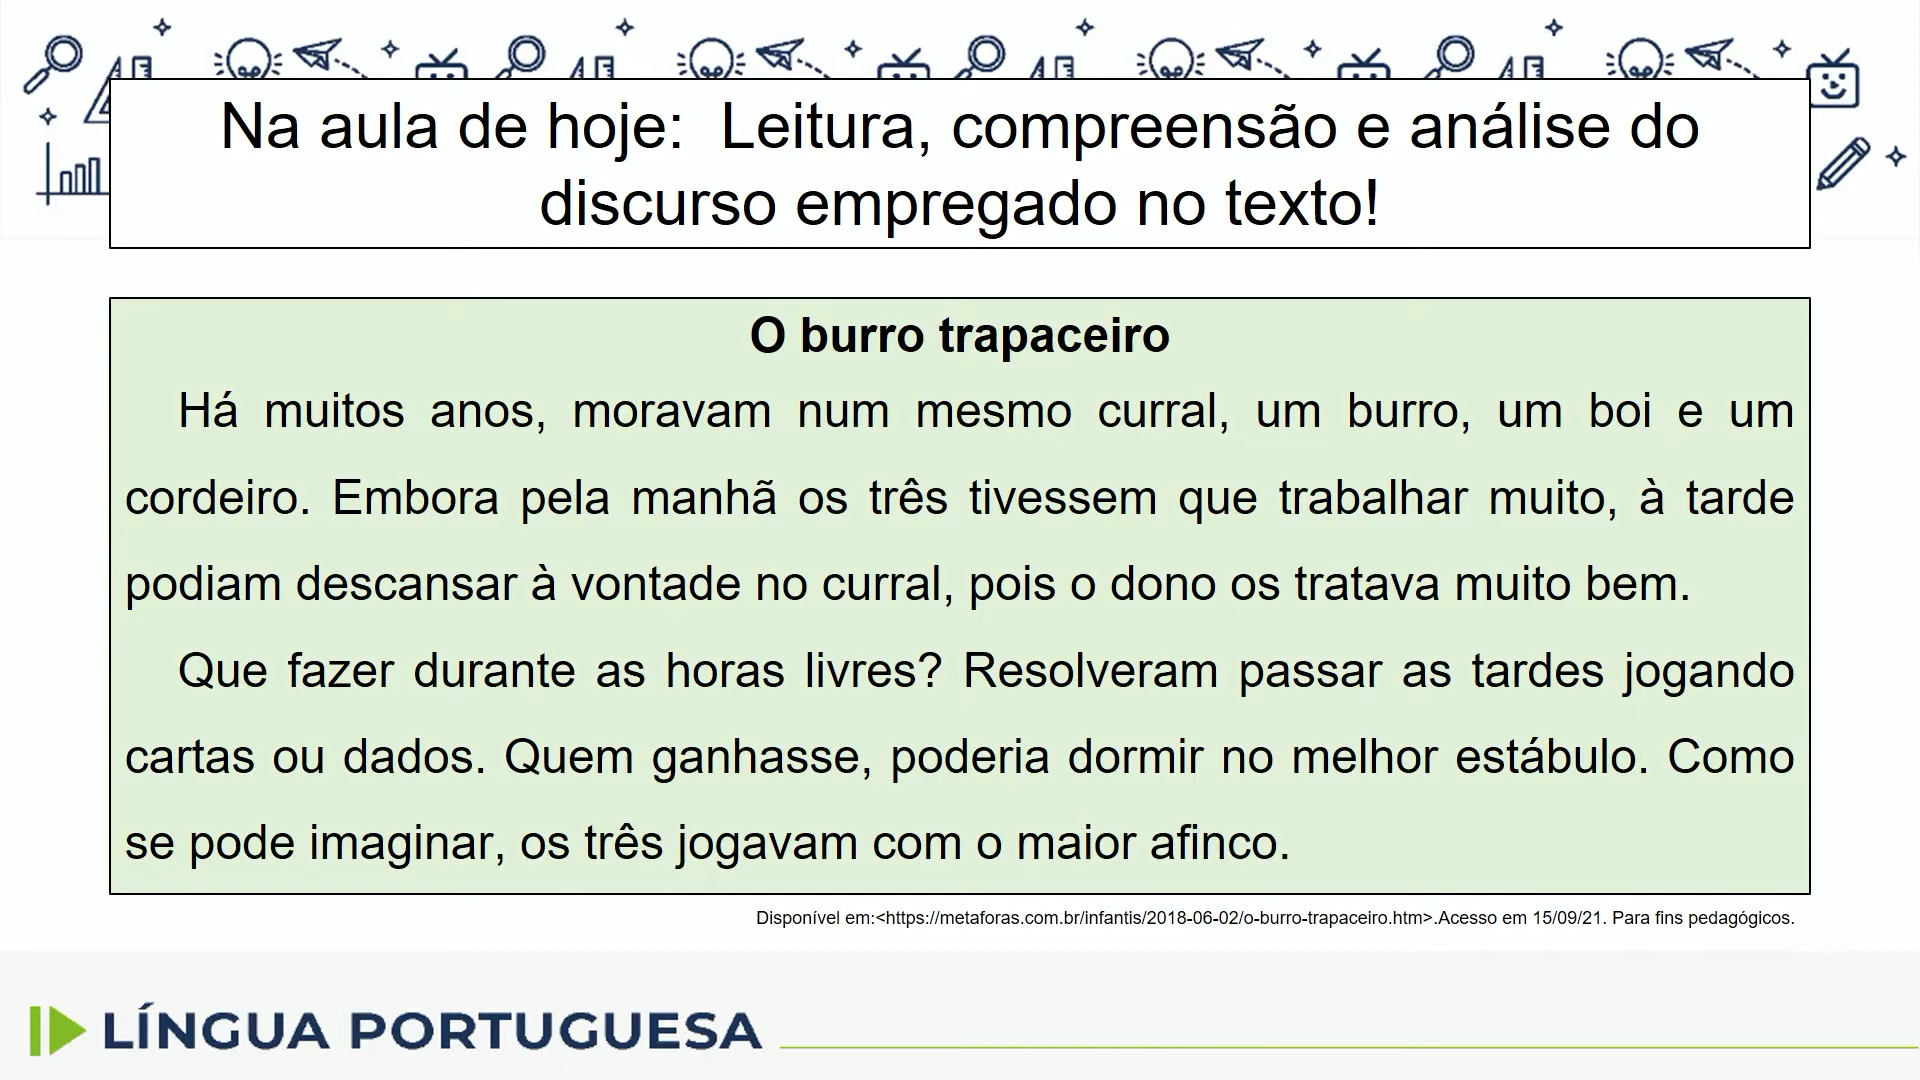 Na aula de hoje:  Leitura, compreensão e análise do
discurso empregado no texto!
O burro trapaceiro
Há muitos anos, moravam num mesmo curral, um burro, um boi e um
cordeiro. Embora pela manhã os três tivessem que trabalhar muito, à tarde
podiam descansar à vontade no curral, pois o dono os tratava muito bem.
Que fazer durante as horas livres? Resolveram passar as tardes jogando
cartas ou dados. Quem ganhasse, poderia dormir no melhor estábulo. Como
se pode imaginar, os três jogavam com o maior afinco.
Disponível em:<https://metaforas.com.br/infantis/2018-06-02/o-burro-trapaceiro.htm>.Acesso em 15/09/21. Para fins pedagógicos.
LÍNGUA PORTUGUESA